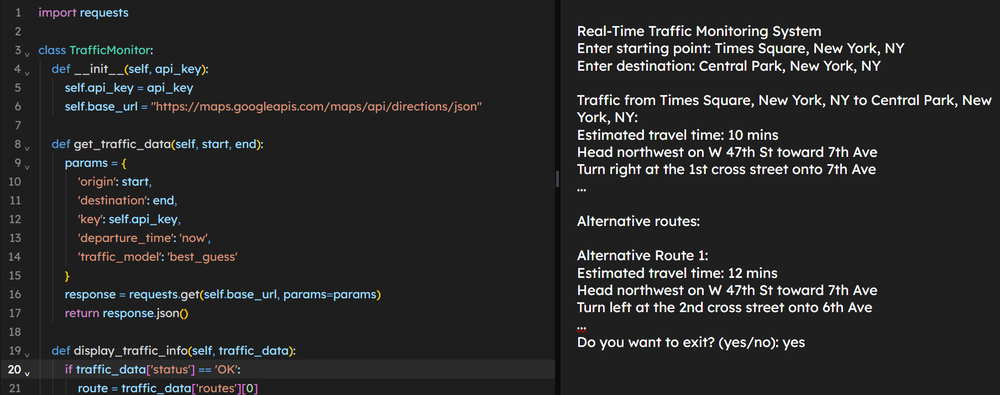 1 import requests
2
3 class TrafficMonitor:
4 def __init__(self, api_key):
5 self.api_key = api_key
6 self.base_url = "https://maps.googleapis.com/maps/api/directions/json"
7
8 def get_traffic_data(self, start, end):
9 params = {
10 'origin': start,
11 'destination': end,
12 'key': self.api_key,
13 'departure_time': 'now',
14 'traffic_model': 'best_guess'
15 }
16 response = requests.get(self.base_url, params=params)
17 return response.json()
18
19 def display_traffic_info(self, traffic_data):
20 if traffic_data['status'] == 'OK':
21 route = traffic_data['routes'][0]
Real-Time Traffic Monitoring System
Enter starting point: Times Square, New York, NY
Enter destination: Central Park, New York, NY
Traffic from Times Square, New York, NY to Central Park, New
York, NY:
Estimated travel time: 10 mins
Head northwest on W 47th St toward 7th Ave
Turn right at the 1st cross street onto 7th Ave
...
Alternative routes:
Alternative Route 1:
Estimated travel time: 12 mins
Head northwest on W 47th St toward 7th Ave
Turn left at the 2nd cross street onto 6th Ave
...
Do you want to exit? (yes/no): yes